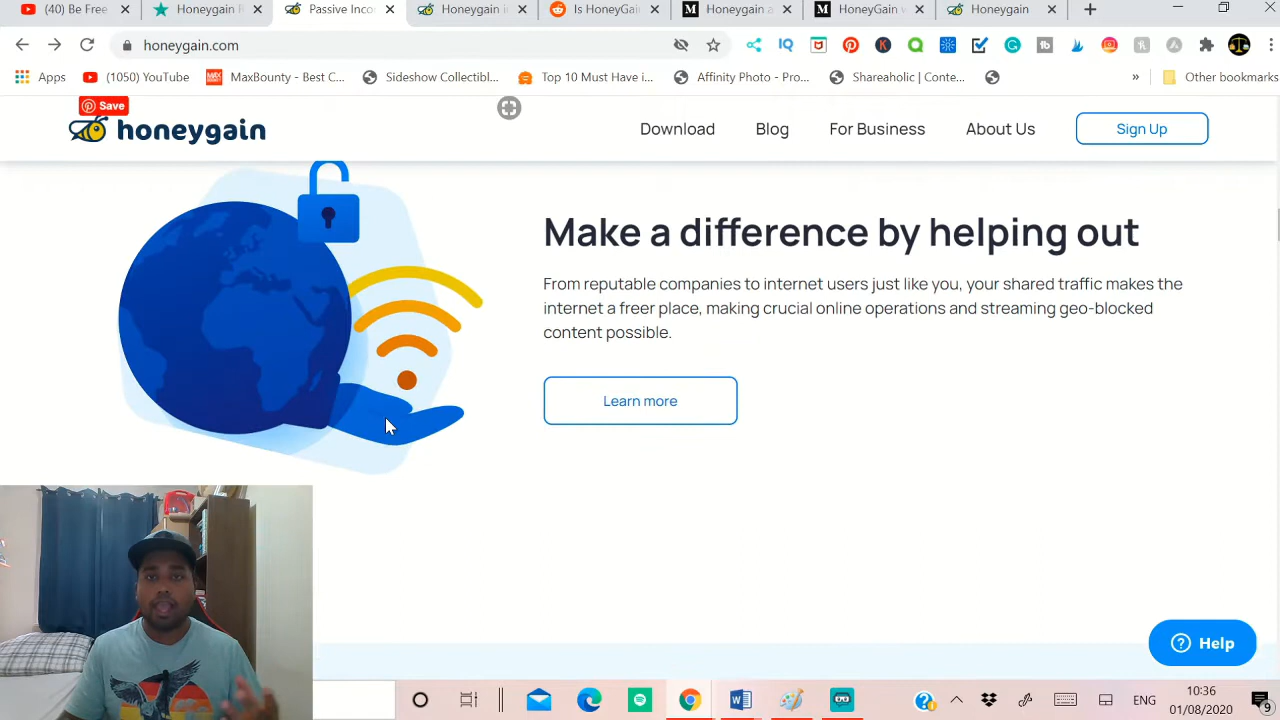 (40) Be Free
Honeygain R
Passive Inco
Honeygain in
Is HoneyGai
Honeygain a
HoneyGain v
Honeygain
honeygain.com
Apps
(1050) YouTube
MaxBounty - Best C...
Sideshow Collectibl...
Top 10 Must Have i...
Affinity Photo - Pro...
Shareaholic | Conte...
»
Other bookmarks
Save
honeygain
Download
Blog
For Business
About Us
Sign Up
Make a difference by helping out
From reputable companies to internet users just like you, your shared traffic makes the
internet a freer place, making crucial online operations and streaming geo-blocked
content possible.
Learn more
Help
ENG
10:36
01/08/2020
9